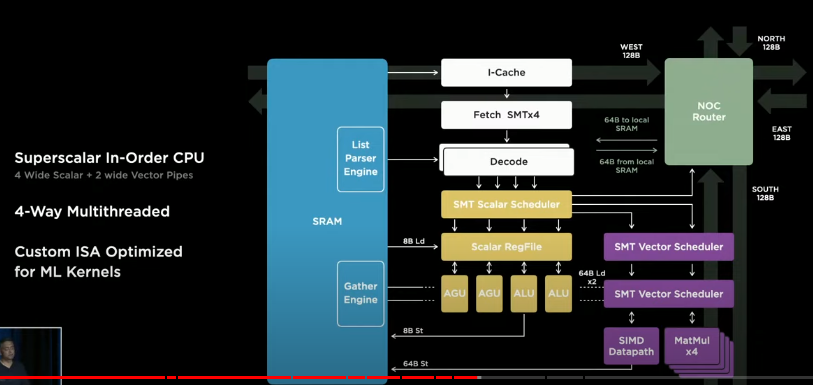 WEST
128B
NORTH
128B
I-Cache
NOC
Router
Fetch SMTx4
64B to local
SRAM
EAST
128B
List
Parser
Engine
Decode
64B from local
SRAM
Superscalar In-Order CPU
4 Wide Scalar + 2 wide Vector Pipes
SOUTH
128B
SMT Scalar Scheduler
4-Way Multithreaded
SRAM
8B Ld
Scalar RegFile
SMT Vector Scheduler
Custom ISA Optimized
for ML Kernels
Gather
Engine
AGU
AGU
ALU
ALU
64B Ld
x2
SMT Vector Scheduler
8B St
SIMD
Datapath
MatMul
x4
64B St